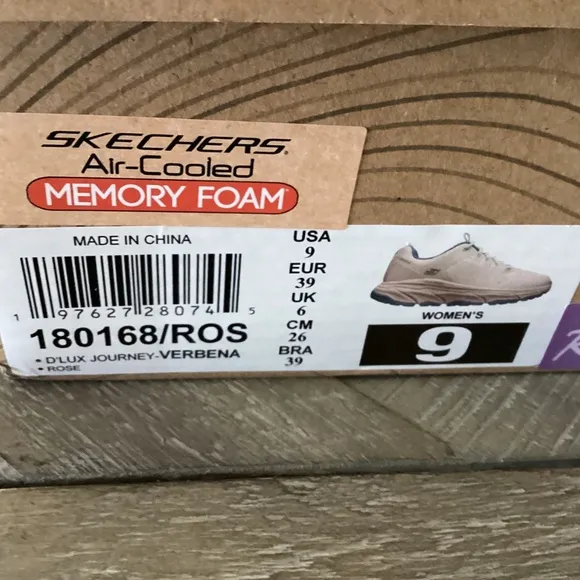 SKECHERS
Air-Cooled
MEMORY FOAM
MADE IN CHINA
1 97627 28074 5
180168/ROS
• D'LUX JOURNEY-VERBENA
• ROSE
USA
9
EUR
39
UK
6
CM
26
BRA
39
WOMEN'S
9